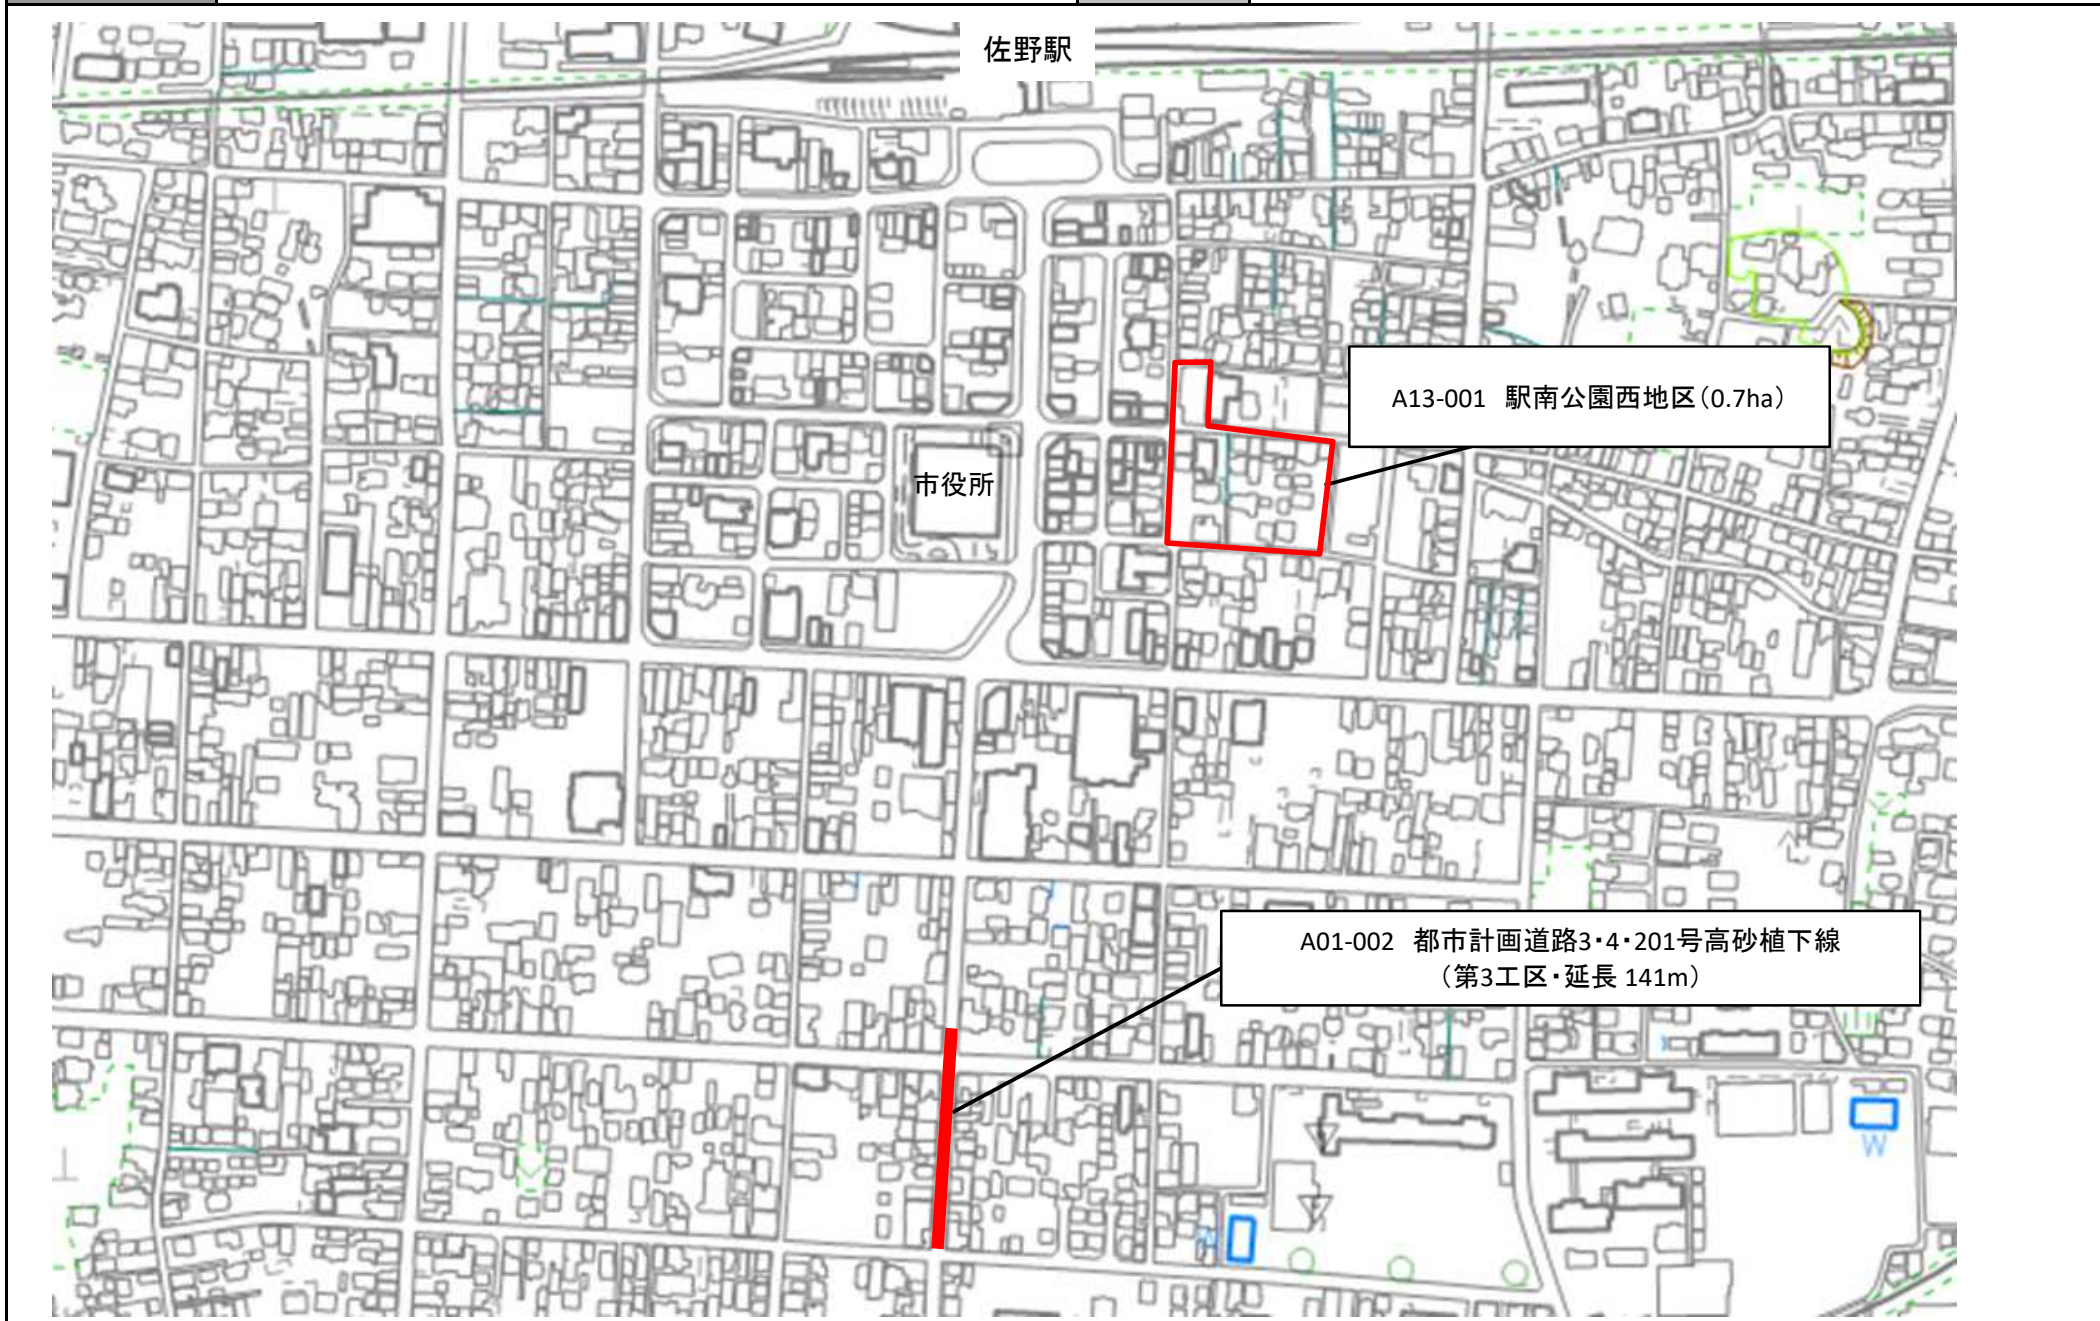 佐野駅
A13-001 駅南公園西地区（0.7ha）
市役所
A01-002 都市計画道路3・4・201号高砂植下線
（第3工区・延長 141m）
W